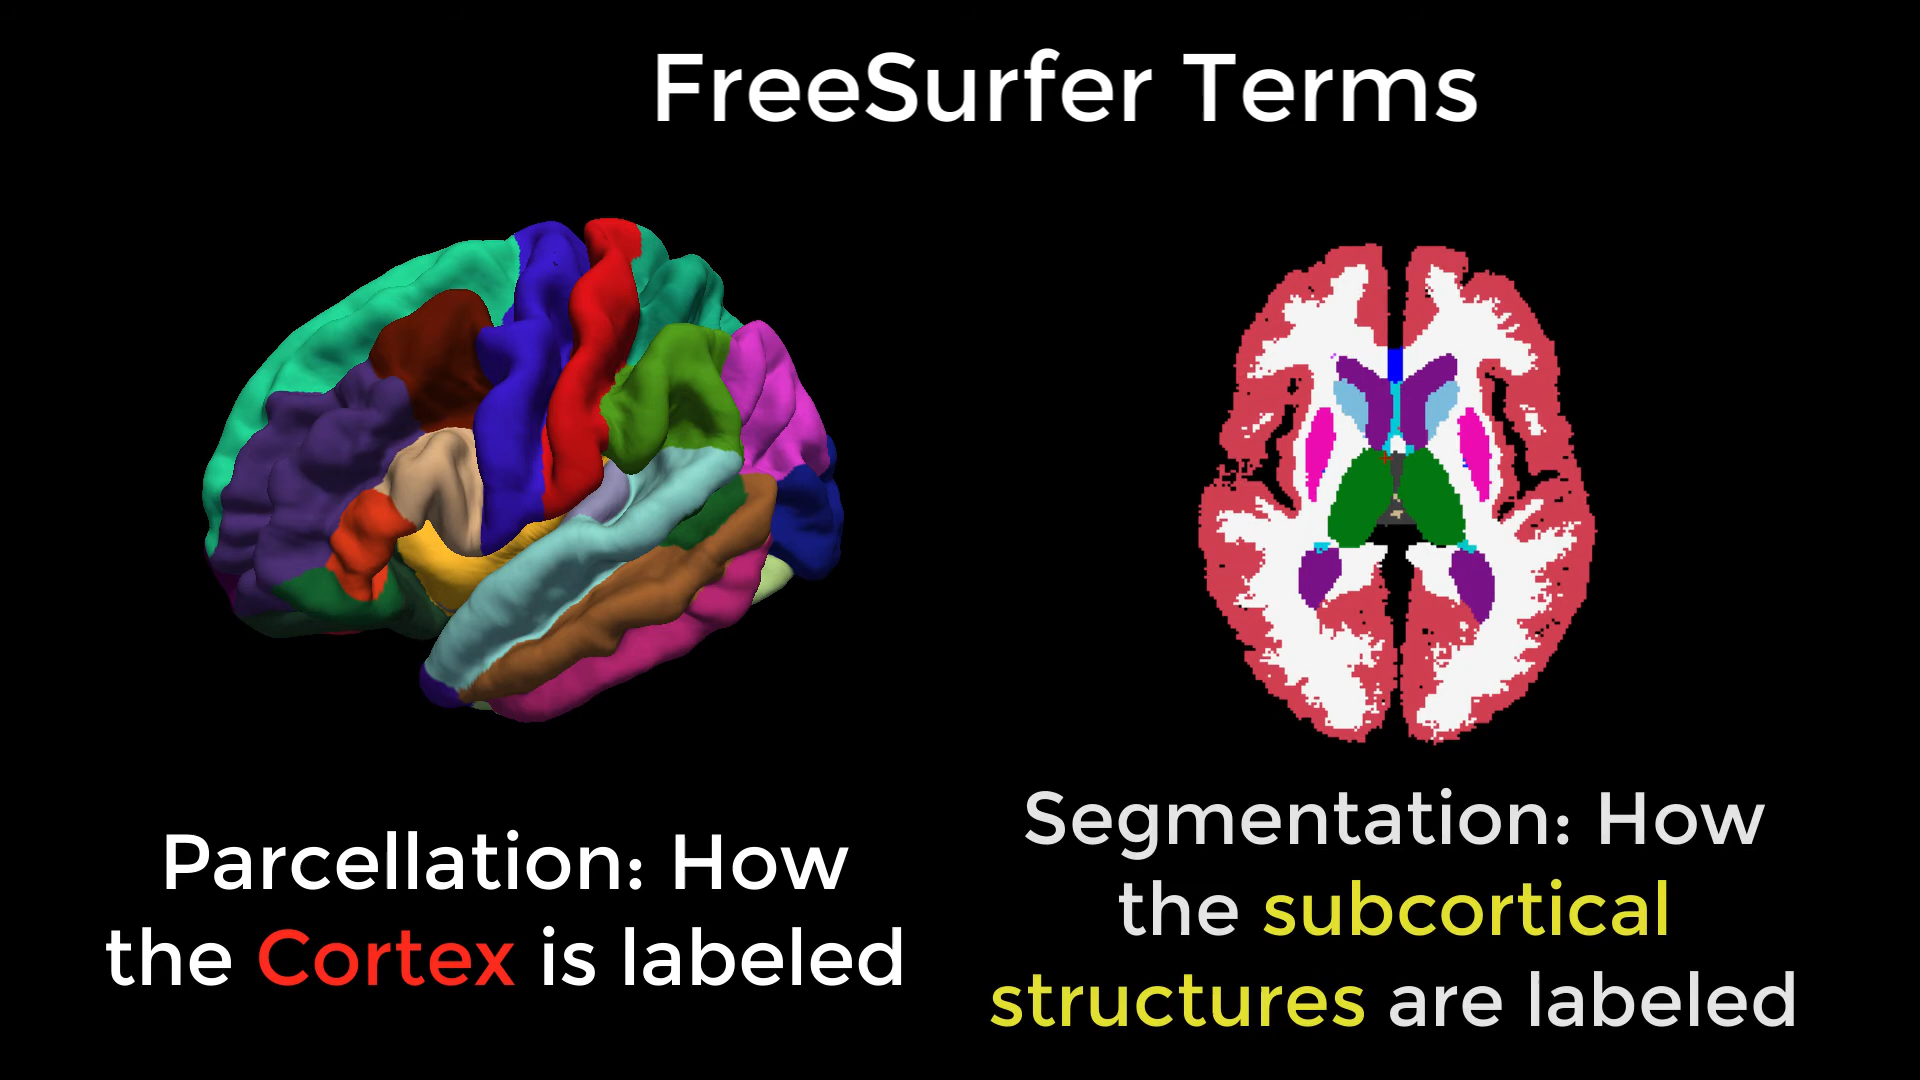 FreeSurfer Terms
Parcellation: How
the Cortex is labeled
Segmentation: How
the subcortical
structures are labeled